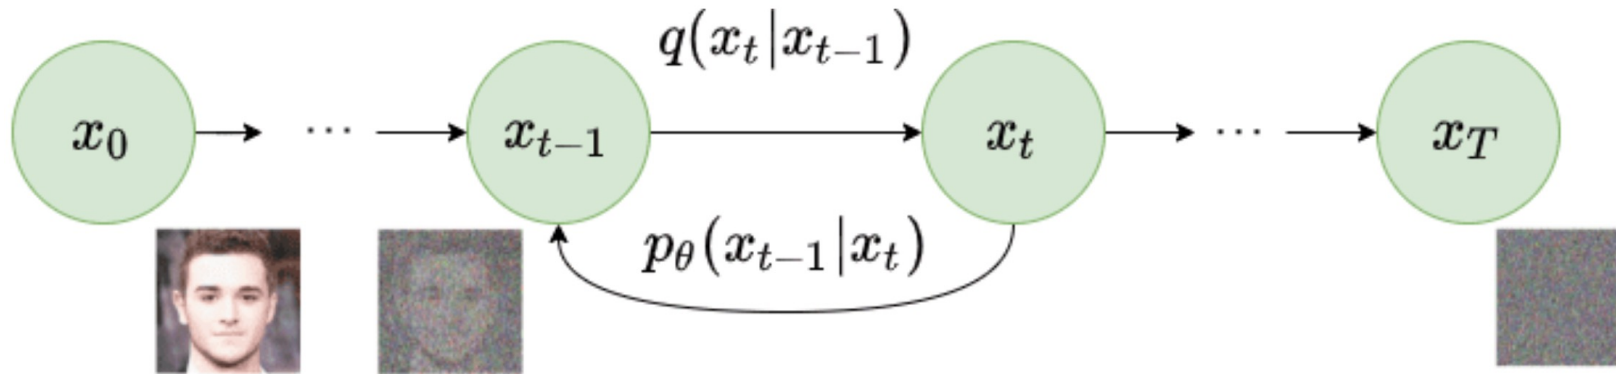 q(x_t|x_{t-1})
x_0 ... x_{t-1} x_t ... x_T
p_θ(x_{t-1}|x_t)